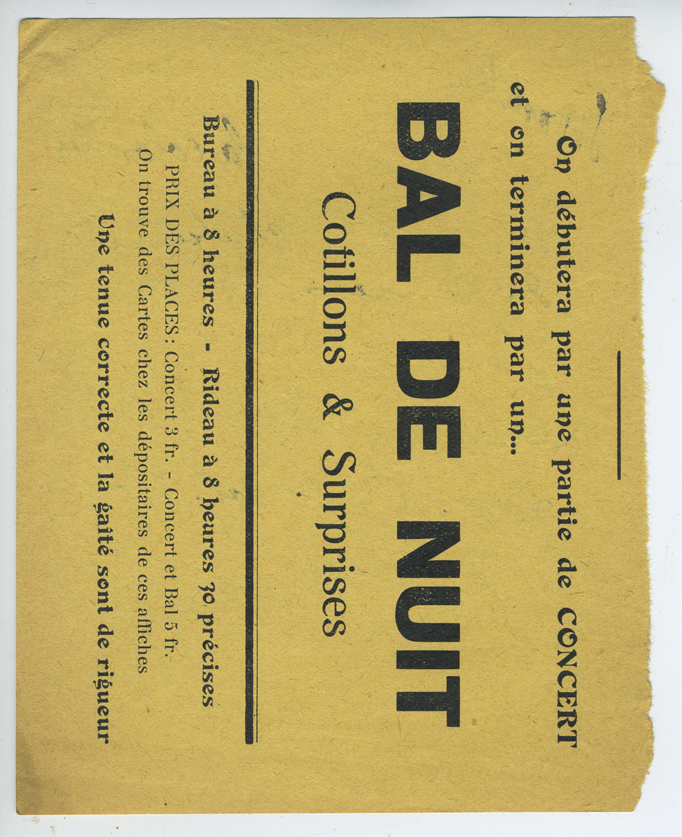 On débutera par une partie de CONCERT
et on terminera par un...
BAL DE NUIT
Cotillons & Surprises
Bureau à 8 heures - Rideau à 8 heures 30 précises
PRIX DES PLACES : Concert 3 fr. - Concert et Bal 5 fr.
On trouve des Cartes chez les dépositaires de ces affiches
Une tenue correcte et la gaîté sont de rigueur